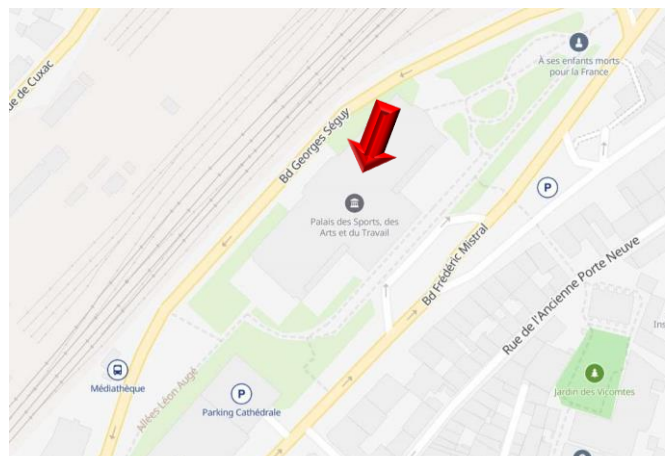 À ses enfants morts
pour la France
ue de Cuxac
Bd Georges Séguy
P
Palais des Sports, des
Arts et du Travail
Bd Frédéric Mistral
Rue de l'Ancienne Porte Neuve
Ins
Médiathèque
Allées Léon Augé
P
Parking Cathédrale
Jardin des Vicomtes